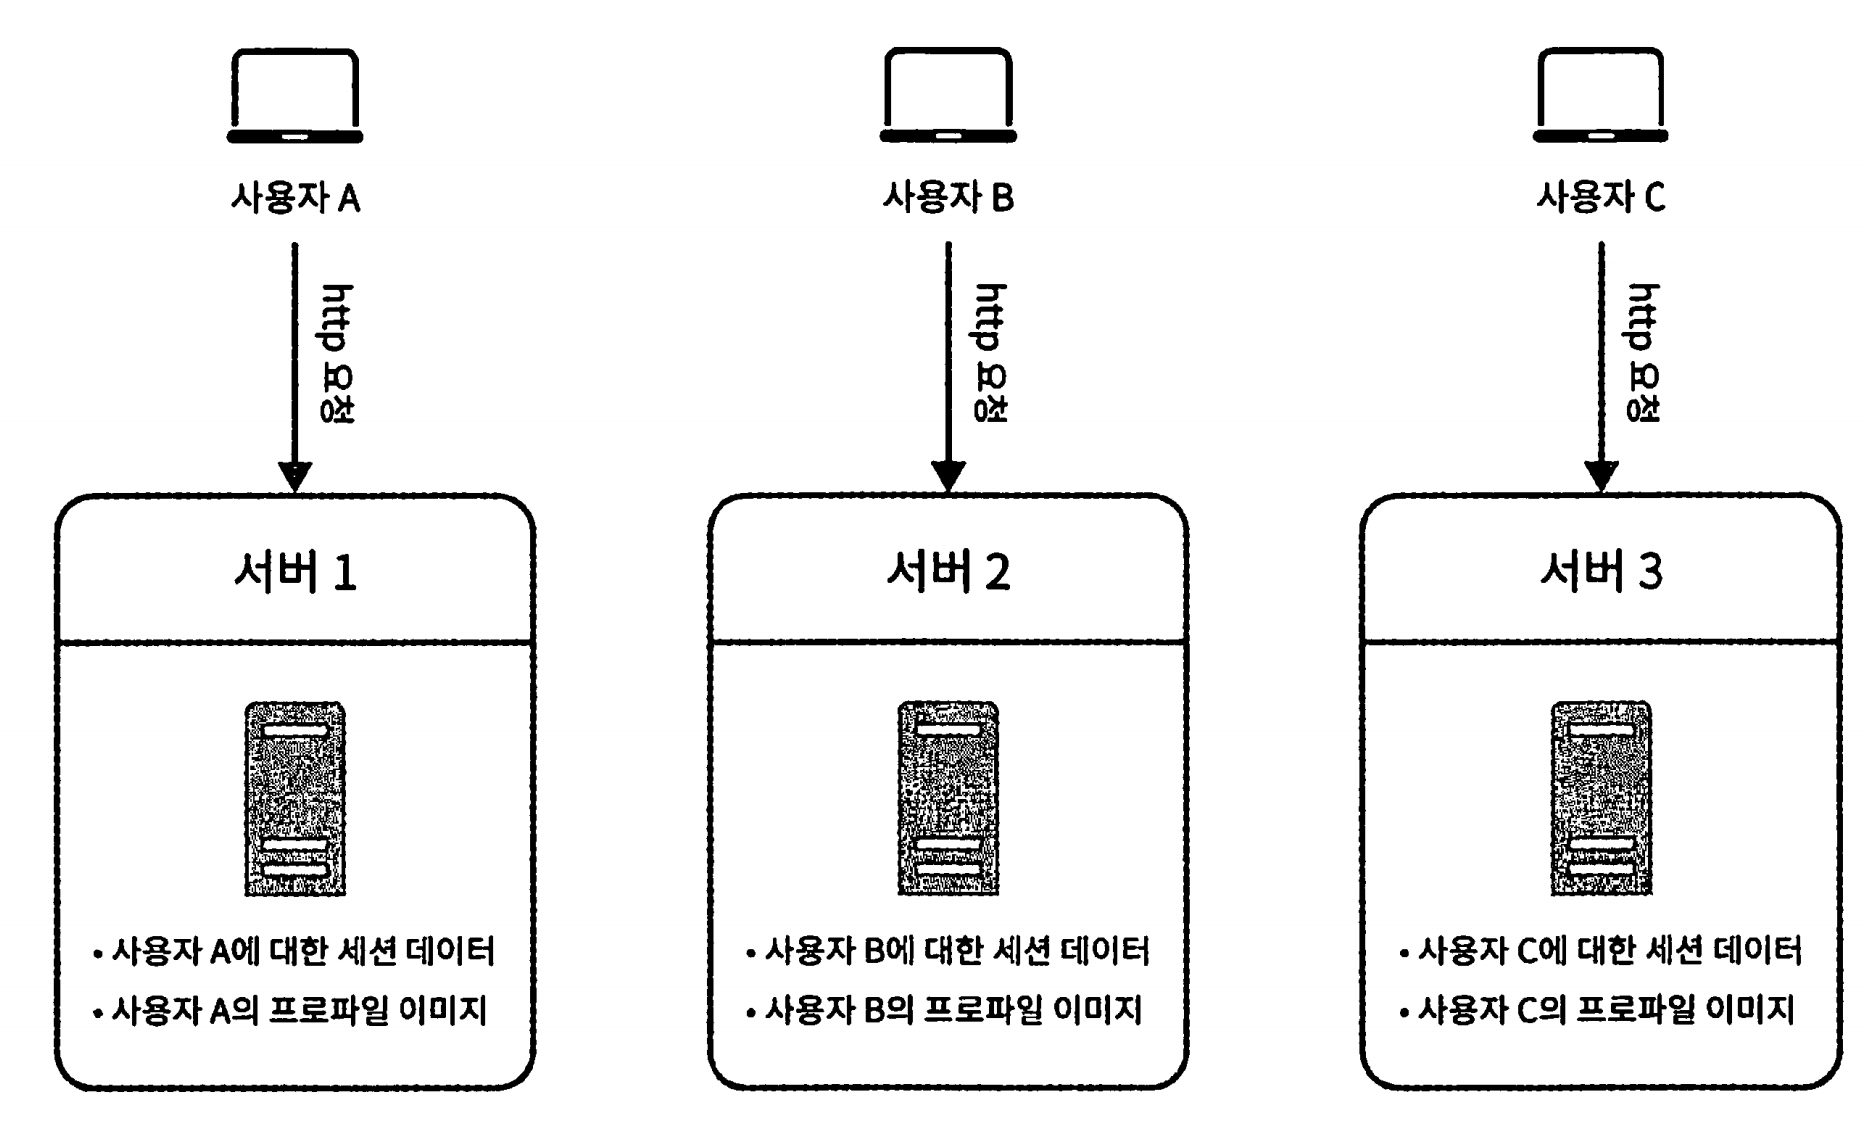 사용자 A
사용자 B
사용자 C
http 요청
http 요청
http 요청
서버 1
서버 2
서버 3
• 사용자 A에 대한 세션 데이터
• 사용자 A의 프로파일 이미지
• 사용자 B에 대한 세션 데이터
• 사용자 B의 프로파일 이미지
• 사용자 C에 대한 세션 데이터
• 사용자 C의 프로파일 이미지